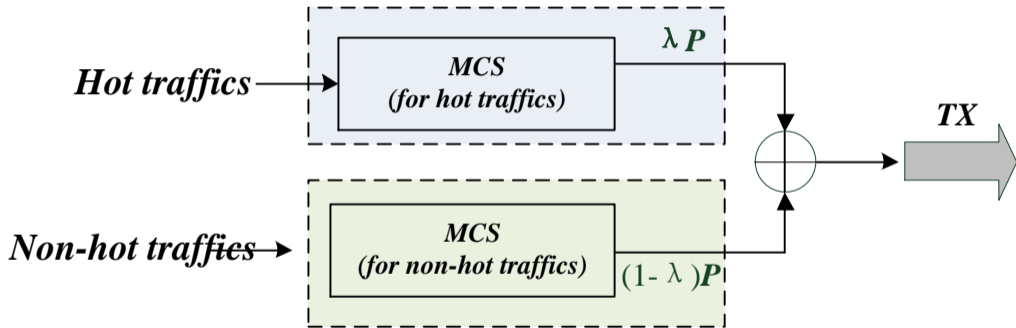 λ P
MCS
(for hot traffics)
Hot traffics
TX
MCS
(for non-hot traffics)
Non-hot traffics
(1- λ )P